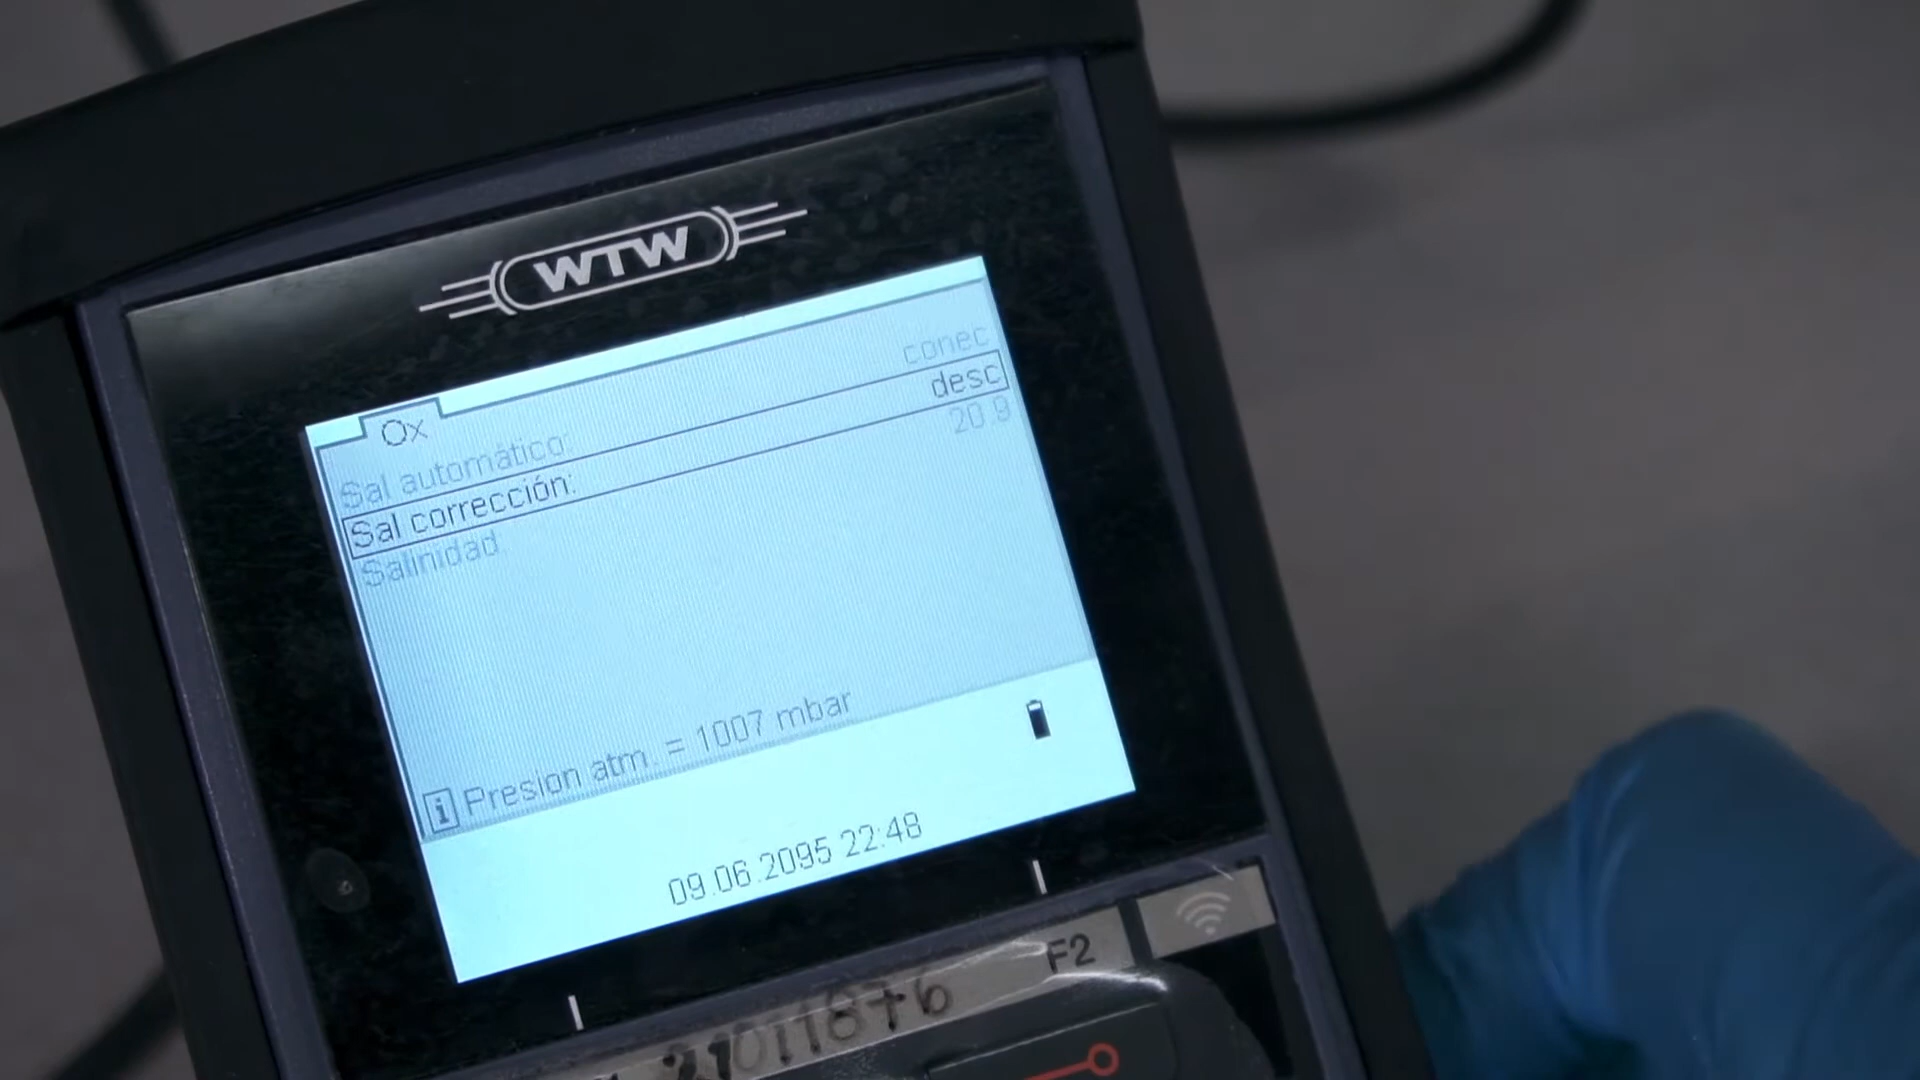 WTW
Ox
Sal automático: conec
Sal corrección: desc
Salinidad 20.9
i Presion atm. = 1007 mbar
09.06.2095 22:48
F2